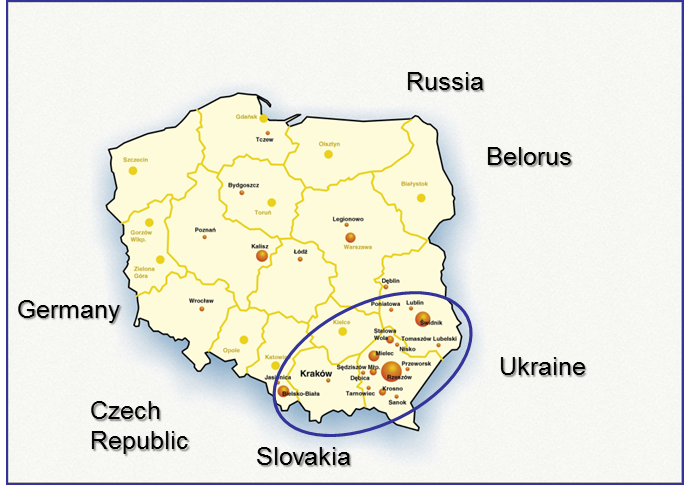 Russia
Gdańsk
Tczew
Olsztyn
Belorus
Szczecin
Bydgoszcz
Białystok
Toruń
Legionowo
Gorzów
Wlkp.
Poznań
Kalisz
Łódź
Warszawa
Zielona
Góra
Dęblin
Germany
Wrocław
Poniatowa
Lublin
Świdnik
Kielce
Stalowa
Wola
Tomaszów Lubelski
Nisko
Opole
Katowice
Mielec
Ukraine
Jasienica
Kraków
Sędziszów Młp.
Przeworsk
Dębica
Rzeszów
Bielsko-Biała
Tarnowiec
Krosno
Sanok
Czech
Republic
Slovakia